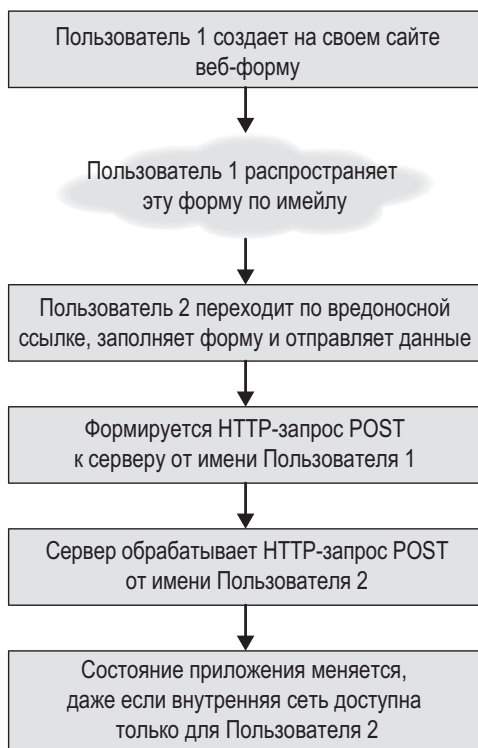 Пользователь 1 создает на своем сайте
веб-форму
Пользователь 1 распространяет
эту форму по имейлу
Пользователь 2 переходит по вредоносной
ссылке, заполняет форму и отправляет данные
Формируется HTTP-запрос POST
к серверу от имени Пользователя 1
Сервер обрабатывает HTTP-запрос POST
от имени Пользователя 2
Состояние приложения меняется,
даже если внутренняя сеть доступна
только для Пользователя 2